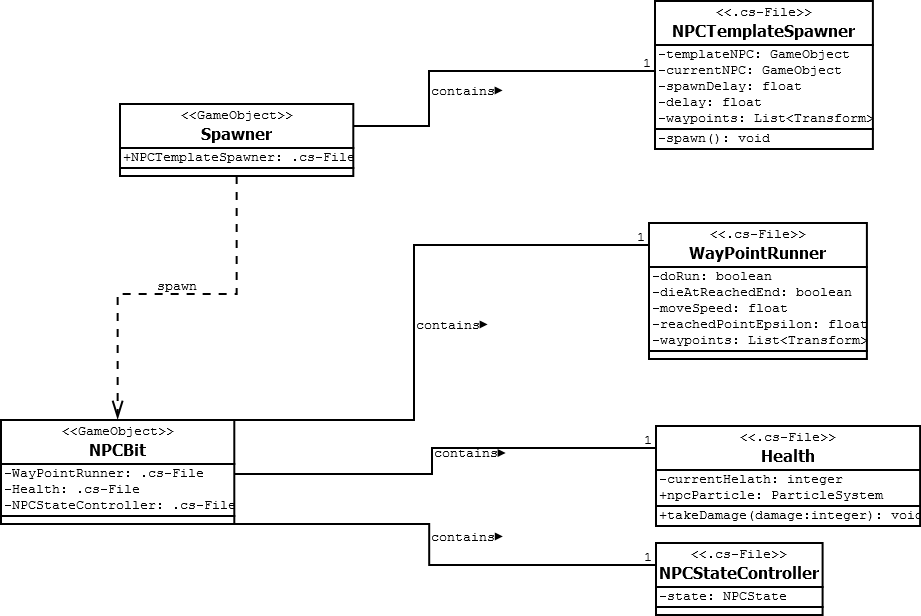 <<.cs-File>>
NPCTemplateSpawner
-templateNPC: GameObject
-currentNPC: GameObject
-spawnDelay: float
-delay: float
-waypoints: List<Transform>
-spawn(): void
1
contains▶
<<GameObject>>
Spawner
+NPCTemplateSpawner: .cs-File
spawn
<<.cs-File>>
WayPointRunner
-doRun: boolean
-dieAtReachedEnd: boolean
-moveSpeed: float
-reachedPointEpsilon: float
-waypoints: List<Transform>
1
contains▶
<<GameObject>>
NPCBit
-WayPointRunner: .cs-File
-Health: .cs-File
-NPCStateController: .cs-File
contains▶
1
<<.cs-File>>
Health
-currentHelath: integer
+npcParticle: ParticleSystem
+takeDamage(damage:integer): void
contains▶
1
<<.cs-File>>
NPCStateController
-state: NPCState